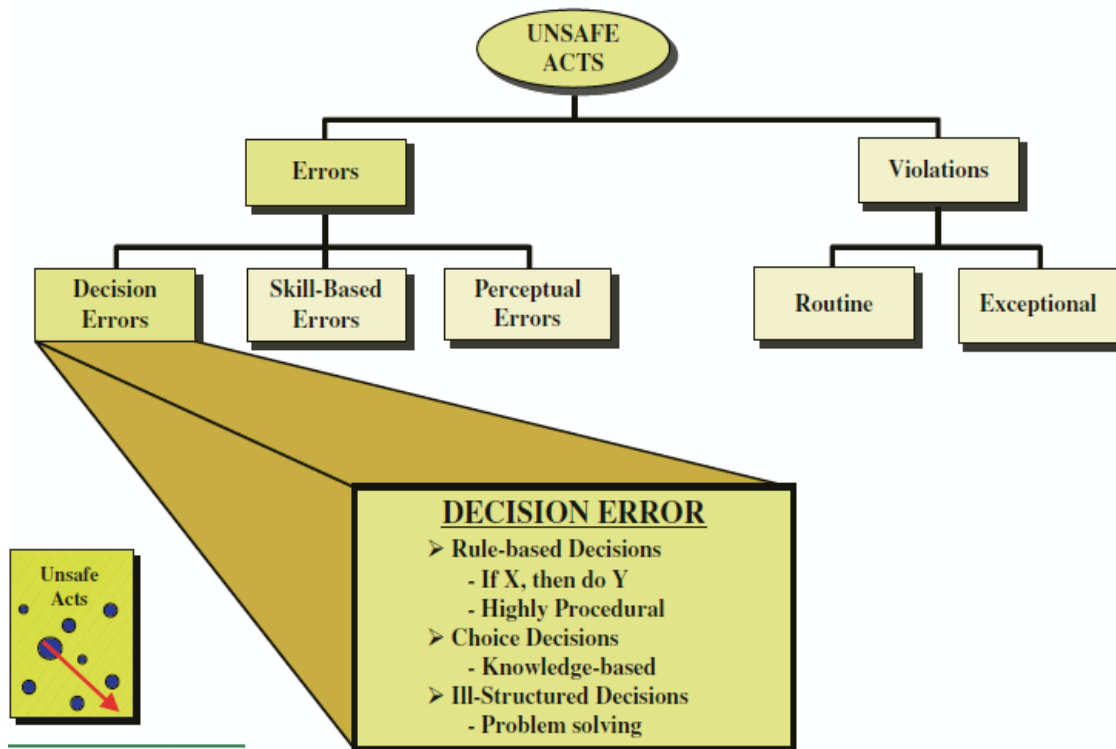 UNSAFE
ACTS
Errors
Violations
Decision
Errors
Skill-Based
Errors
Perceptual
Errors
Routine
Exceptional
DECISION ERROR
➢ Rule-based Decisions
- If X, then do Y
- Highly Procedural
➢ Choice Decisions
- Knowledge-based
➢ Ill-Structured Decisions
- Problem solving
Unsafe
Acts